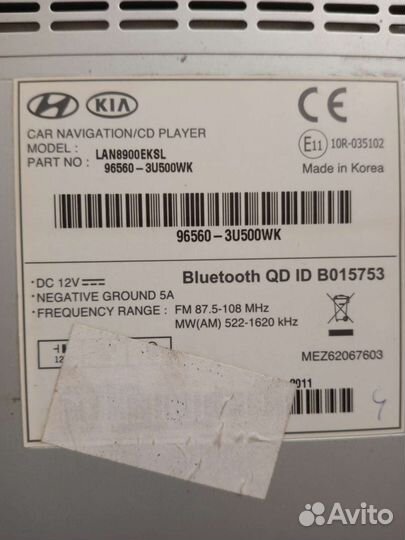 KIA
CE
CAR NAVIGATION/CD PLAYER
MODEL : LAN8900EKSL
PART NO : 96560-3U500WK
E11 10R-035102
Made in Korea
96560-3U500WK
*DC 12V
*NEGATIVE GROUND 5A
*FREQUENCY RANGE : FM 87.5-108 MHz
MW(AM) 522-1620 kHz
Bluetooth QD ID B015753
MEZ62067603
Avito